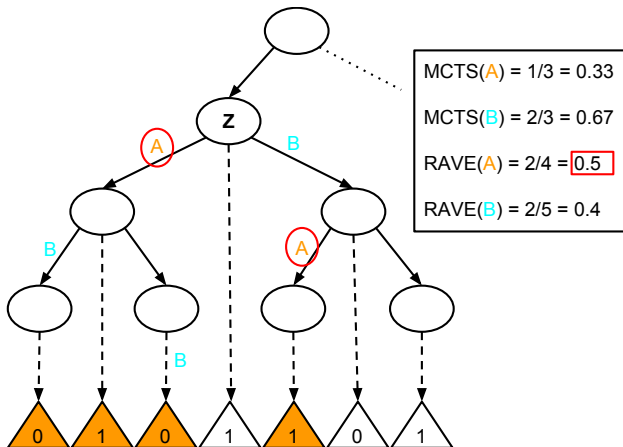 MCTS(A) = 1/3 = 0.33
MCTS(B) = 2/3 = 0.67
RAVE(A) = 2/4 = 0.5
RAVE(B) = 2/5 = 0.4
Z
A
B
B
A
B
0 1 0 1 1 0 1